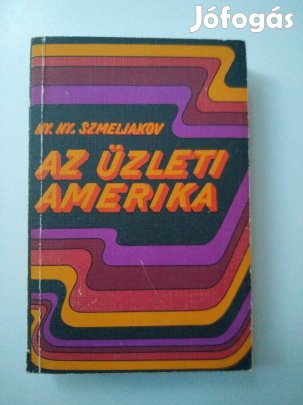 Jófogás
NY. NY. SZMELJAKOV
AZ ÜZLETI
AMERIKA